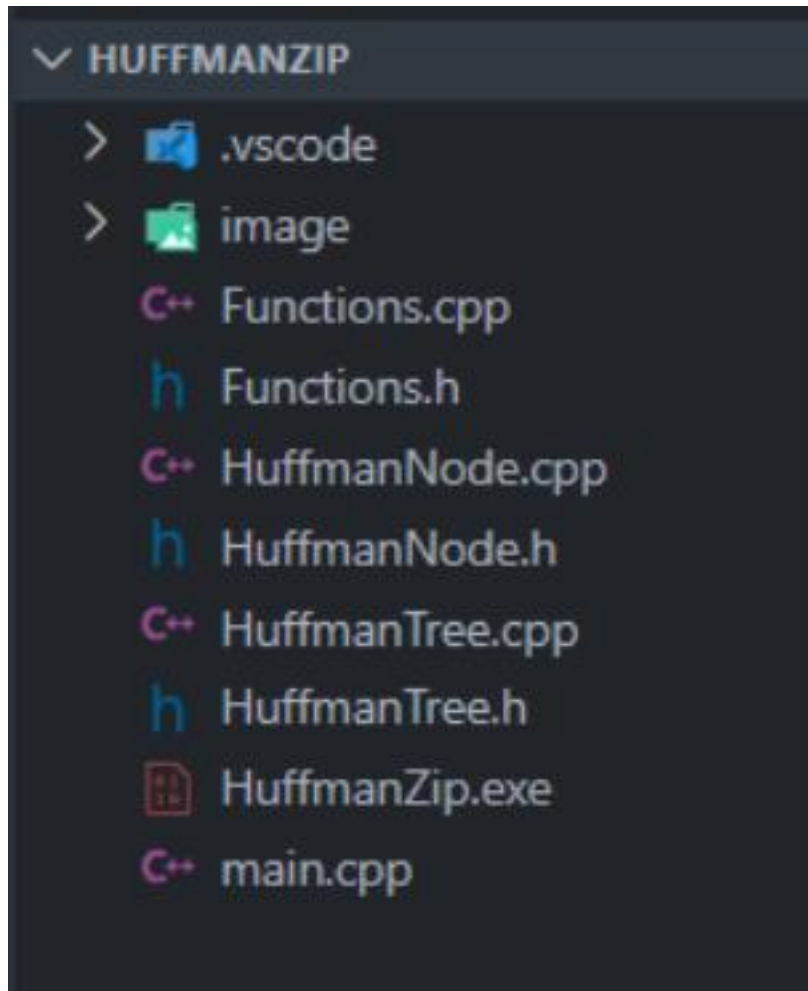 HUFFMANZIP
.vscode
image
C++ Functions.cpp
h Functions.h
C++ HuffmanNode.cpp
h HuffmanNode.h
C++ HuffmanTree.cpp
h HuffmanTree.h
HuffmanZip.exe
C++ main.cpp